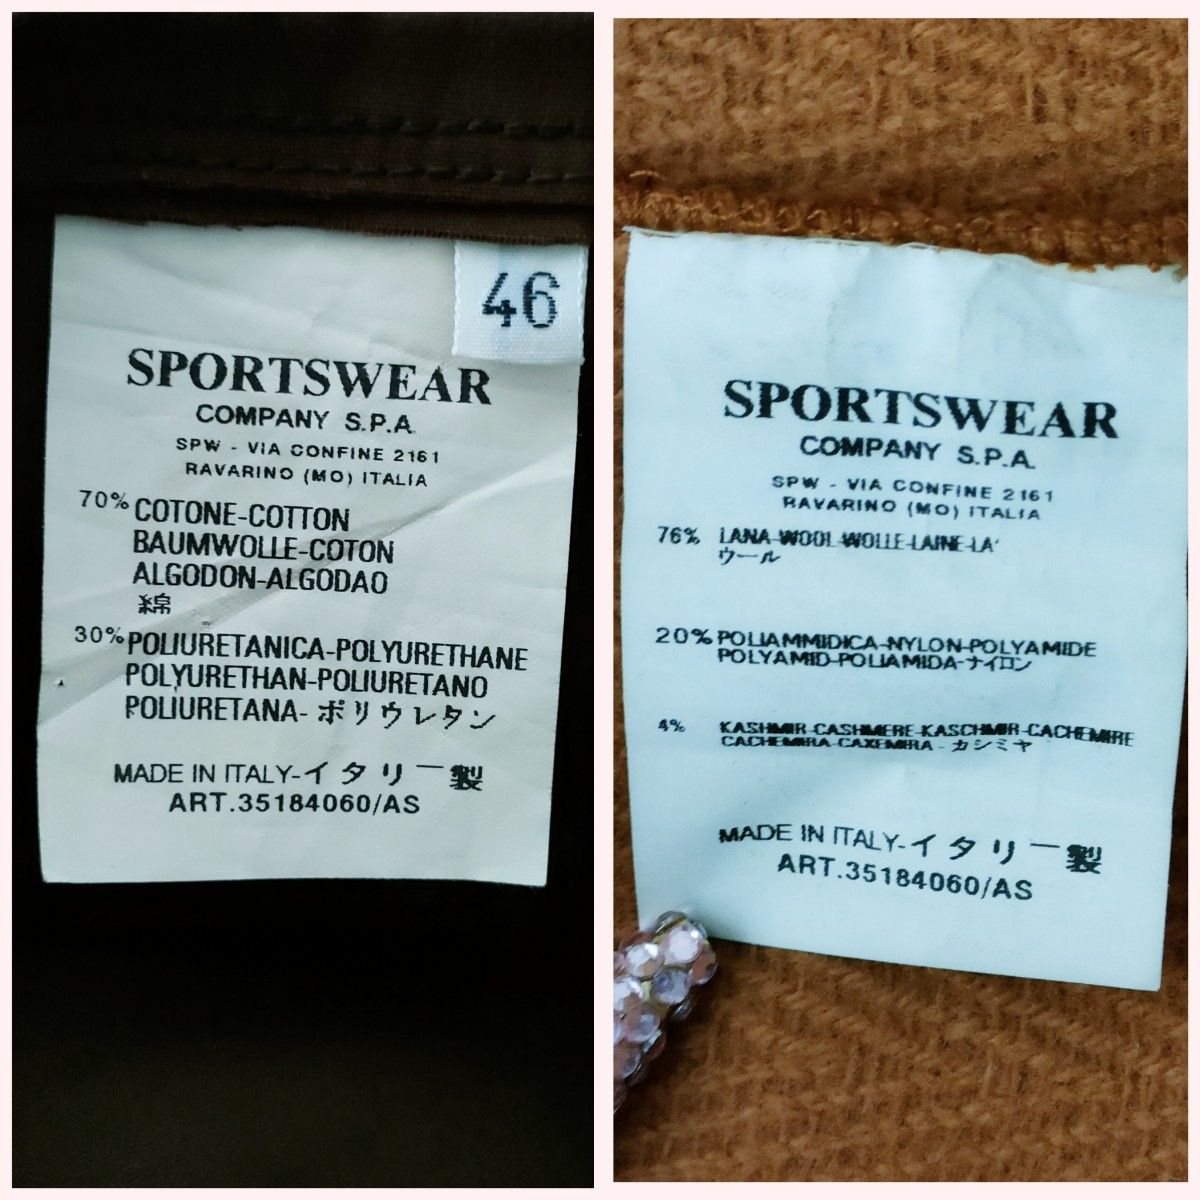 46
SPORTSWEAR
COMPANY S.P.A.
SPW - VIA CONFINE 2161
RAVARINO (MO) ITALIA
70% COTONE-COTTON
BAUMWOLLE-COTON
ALGODON-ALGODAO
綿
30% POLIURETANICA-POLYURETHANE
POLYURETHAN-POLIURETANO
POLIURETANA-ポリウレタン
MADE IN ITALY-イタリー製
ART.35184060/AS
SPORTSWEAR
COMPANY S.P.A.
SPW - VIA CONFINE 2161
RAVARINO (MO) ITALIA
76% LANA-WOOL-WOLLE-LAINE-LA'
ウール
20% POLIAMMIDICA-NYLON-POLYAMIDE
POLYAMID-POLIAMIDA-ナイロン
4% KASHMIR-CASHMERE-KASCHMIR-CACHEMIRE
CACHEMIRA-CAXEMIRA-カシミヤ
MADE IN ITALY-イタリー製
ART.35184060/AS